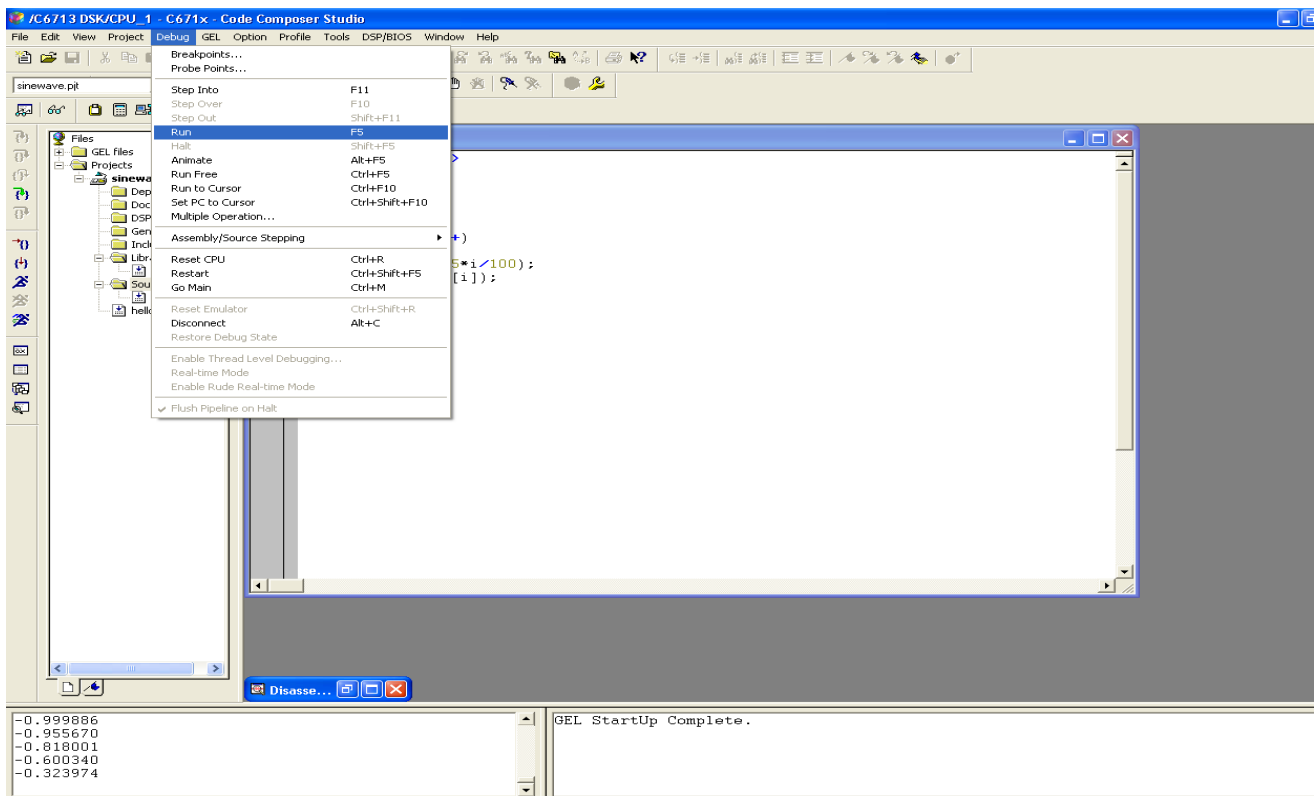 /C6713 DSK/CPU_1 - C671x - Code Composer Studio
File Edit View Project Debug GEL Option Profile Tools DSP/BIOS Window Help
sinewave.pjt
Breakpoints...
Probe Points...
Step Into F11
Step Over F10
Step Out Shift+F11
Run F5
Halt Shift+F5
Animate Alt+F5
Run Free Ctrl+F5
Run to Cursor Ctrl+F10
Set PC to Cursor Ctrl+Shift+F10
Multiple Operation...
Assembly/Source Stepping
Reset CPU Ctrl+R
Restart Ctrl+Shift+F5
Go Main Ctrl+M
Reset Emulator Ctrl+Shift+R
Disconnect Alt+C
Restore Debug State
Enable Thread Level Debugging...
Real-time Mode
Enable Rude Real-time Mode
Flush Pipeline on Halt
Files
GEL files
Projects
sinewa
Dep
Doc
DSP
Gen
Inclu
Libr
Sou
hello
>
+)
5*i/100);
[i]);
Disasse...
-0.999886
-0.955670
-0.818001
-0.600340
-0.323974
GEL StartUp Complete.